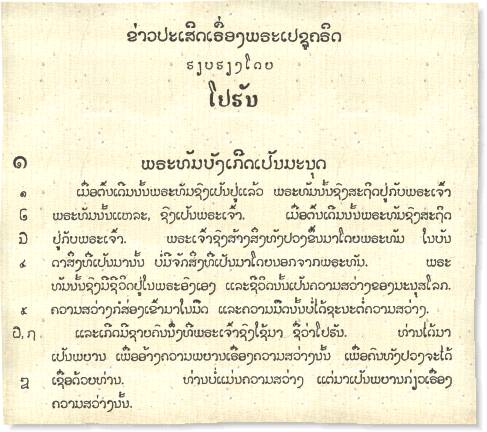 ຂ່າວປະເສີດເຣື່ອງພຣະເຢຊູຄຣິດ
ຮຽບຮຽງໂດຍ
ໂຢຮັນ
໑ ພຣະທັມບັງເກີດເປັນມະນຸດ
໑ ເມື່ອຕົ້ນເດີມນັ້ນພຣະທັມຊົງເປັນຢູ່ແລ້ວ ພຣະທັມນັ້ນຊົງສະຖິດຢູ່ກັບພຣະເຈົ້າ
໒ ພຣະທັມນັ້ນແຫລະ, ຊົງເປັນພຣະເຈົ້າ. ເມື່ອຕົ້ນເດີມນັ້ນພຣະທັມຊົງສະຖິດ
໓ ຢູ່ກັບພຣະເຈົ້າ. ພຣະເຈົ້າຊົງສ້າງສິ່ງທັງປວງຂຶ້ນມາໂດຍພຣະທັມ ໃນບັນ
໔ ດາສິ່ງທີ່ເປັນມານັ້ນ ບໍ່ມີຈັກສິ່ງທີ່ເປັນມາໂດຍນອກຈາກພຣະທັມ. ພຣະ
ທັມນັ້ນຊົງມີຊີວິດຢູ່ໃນພຣະອົງເອງ ແລະຊີວິດນັ້ນເປັນຄວາມສວ່າງຂອງມະນຸສໂລກ.
໕ ຄວາມສວ່າງກໍສ່ອງເຂົ້າມາໃນມືດ ແລະຄວາມມືດນັ້ນບໍ່ໄດ້ຊະນະຕໍ່ຄວາມສວ່າງ.
໖,໗ ແລະເກີດມີຊາຍຄົນນຶ່ງທີ່ພຣະເຈົ້າຊົງໃຊ້ມາ ຊື່ວ່າໂຢຮັນ. ທ່ານໄດ້ມາ
ເປັນພຍານ ເພື່ອອ້າງຄວາມພຍານເຣື່ອງຄວາມສວ່າງນັ້ນ ເພື່ອຄົນທັງປວງຈະໄດ້
໘ ເຊື່ອດ້ວຍທ່ານ. ທ່ານບໍ່ແມ່ນຄວາມສວ່າງ ແຕ່ມາເປັນພຍານກ່ຽວເຣື່ອງ
ຄວາມສວ່າງນັ້ນ.